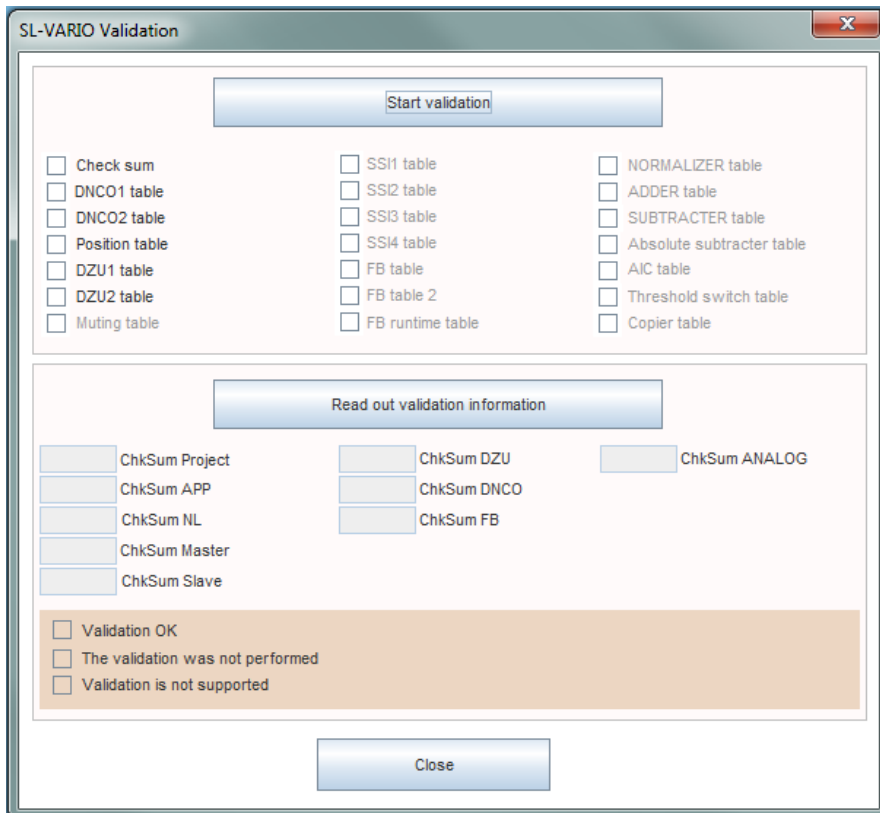 SL-VARIO Validation
Start validation
Check sum
DNCO1 table
DNCO2 table
Position table
DZU1 table
DZU2 table
Muting table
SSI1 table
SSI2 table
SSI3 table
SSI4 table
FB table
FB table 2
FB runtime table
NORMALIZER table
ADDER table
SUBTRACTER table
Absolute subtracter table
AIC table
Threshold switch table
Copier table
Read out validation information
ChkSum Project
ChkSum APP
ChkSum NL
ChkSum Master
ChkSum Slave
ChkSum DZU
ChkSum DNCO
ChkSum FB
ChkSum ANALOG
Validation OK
The validation was not performed
Validation is not supported
Close